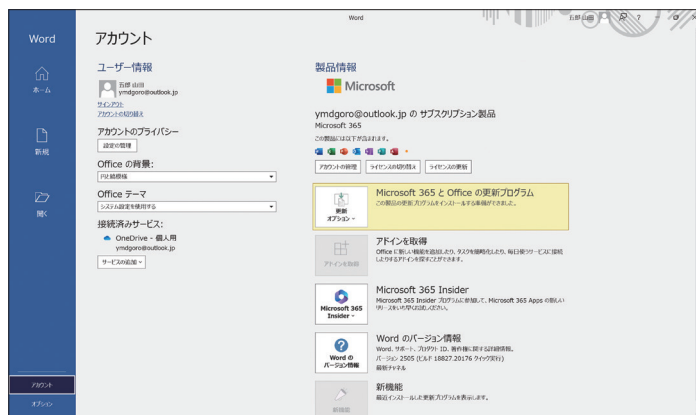 Word
五郎 山田
?
Word
ホーム
新規
開く
アカウント
オプション
アカウント
ユーザー情報
五郎 山田
ymdgoro@outlook.jp
サインアウト
アカウントの切り替え
アカウントのプライバシー
設定の管理
Office の背景:
円と縞模様
Office テーマ
システム設定を使用する
接続済みサービス:
OneDrive - 個人用
ymdgoro@outlook.jp
サービスの追加
製品情報
Microsoft
ymdgoro@outlook.jp の サブスクリプション製品
Microsoft 365
この製品には以下が含まれます。
アカウントの管理
ライセンスの切り替え
ライセンスの更新
更新
オプション
Microsoft 365 と Office の更新プログラム
この製品の更新プログラムをインストールする準備ができました。
アドインを取得
アドインを取得
Office に新しい機能を追加したり、タスクを簡略化したり、毎日使うサービスに接続
したりするアドインを探すことができます。
Microsoft 365
Insider
Microsoft 365 Insider
Microsoft 365 Insider プログラムに参加して、Microsoft 365 Apps の新しい
リリースをいち早くお試しください。
Word の
バージョン情報
Word のバージョン情報
Word、サポート、プロダクト ID、著作権に関する詳細情報。
バージョン 2505 (ビルド 18827.20176 クイック実行)
最新チャネル
新機能
新機能
最近インストールした更新プログラムを表示します。